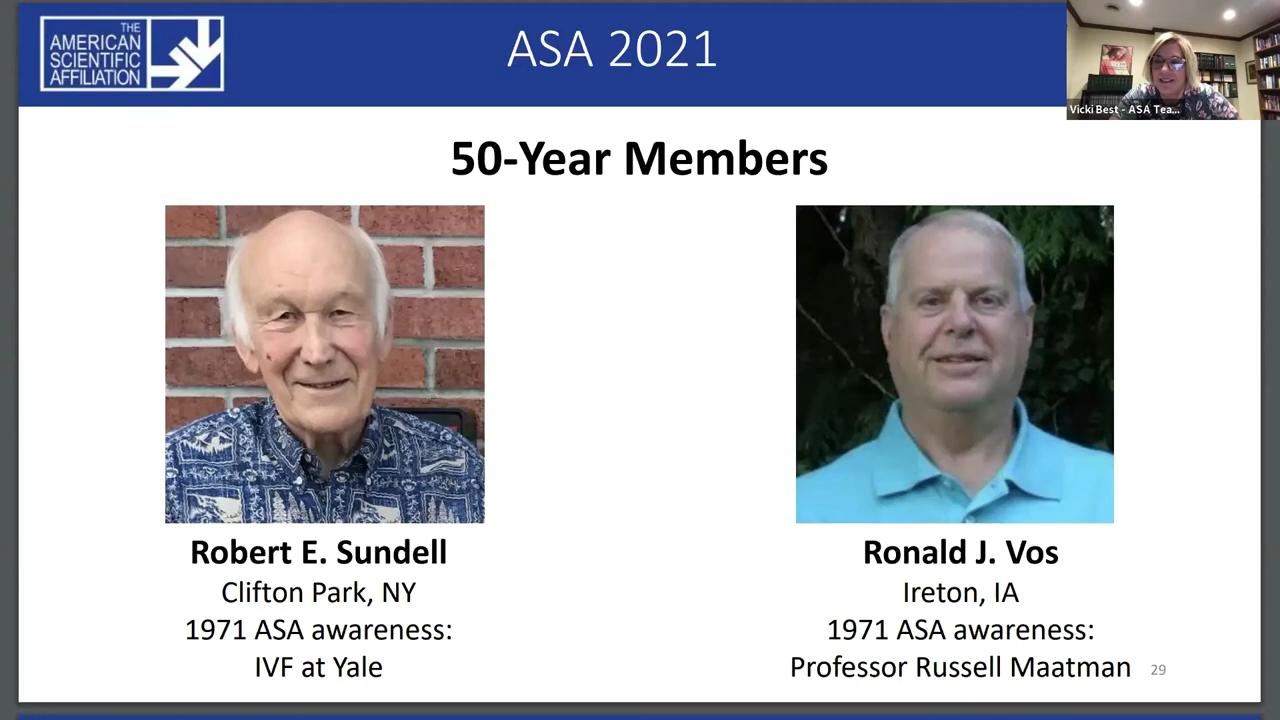 THE
AMERICAN
SCIENTIFIC
AFFILIATION
ASA 2021
Vicki Best - ASA Tea...
50-Year Members
Robert E. Sundell
Clifton Park, NY
1971 ASA awareness:
IVF at Yale
Ronald J. Vos
Ireton, IA
1971 ASA awareness:
Professor Russell Maatman
29